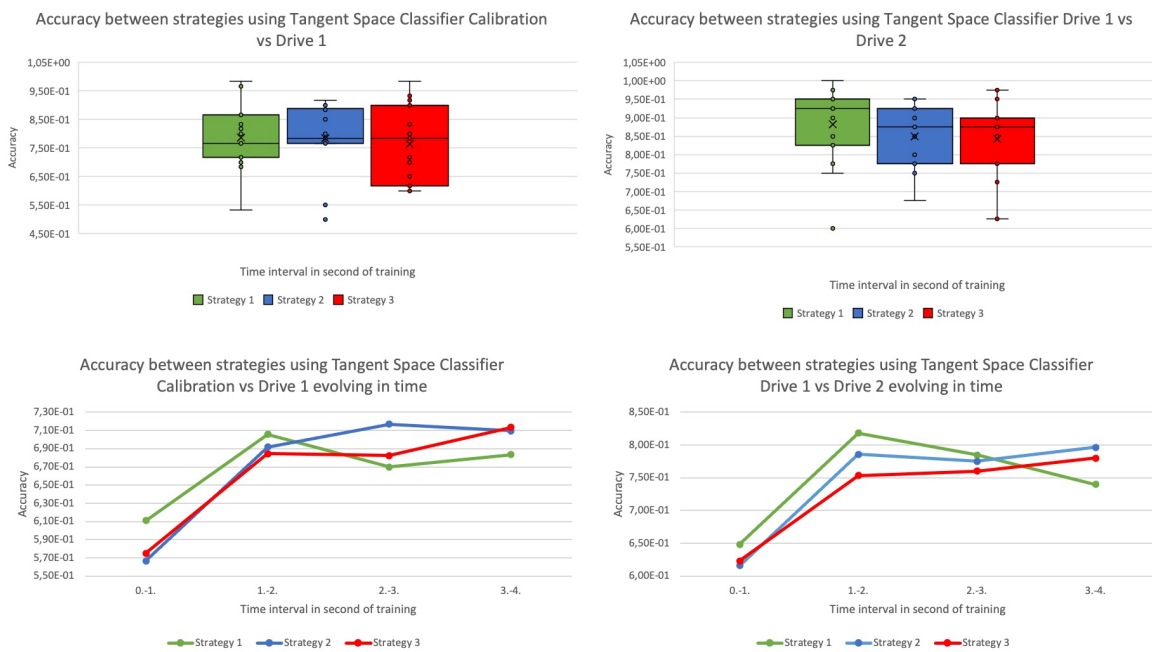 Accuracy between strategies using Tangent Space Classifier Calibration
vs Drive 1
1,05E+00
9,50E-01
8,50E-01
7,50E-01
6,50E-01
5,50E-01
4,50E-01
Accuracy
Time interval in second of training
Strategy 1 Strategy 2 Strategy 3
Accuracy between strategies using Tangent Space Classifier Drive 1 vs
Drive 2
1,05E+00
1,00E+00
9,50E-01
9,00E-01
8,50E-01
8,00E-01
7,50E-01
7,00E-01
6,50E-01
6,00E-01
5,50E-01
Accuracy
Time interval in second of training
Strategy 1 Strategy 2 Strategy 3
Accuracy between strategies using Tangent Space Classifier
Calibration vs Drive 1 evolving in time
7,30E-01
7,10E-01
6,90E-01
6,70E-01
6,50E-01
6,30E-01
6,10E-01
5,90E-01
5,70E-01
5,50E-01
Accuracy
0.-1. 1.-2. 2.-3. 3.-4.
Time interval in second of training
Strategy 1 Strategy 2 Strategy 3
Accuracy between strategies using Tangent Space Classifier
Drive 1 vs Drive 2 evolving in time
8,50E-01
8,00E-01
7,50E-01
7,00E-01
6,50E-01
6,00E-01
Accuracy
0.-1. 1.-2. 2.-3. 3.-4.
Time interval in second of training
Strategy 1 Strategy 2 Strategy 3